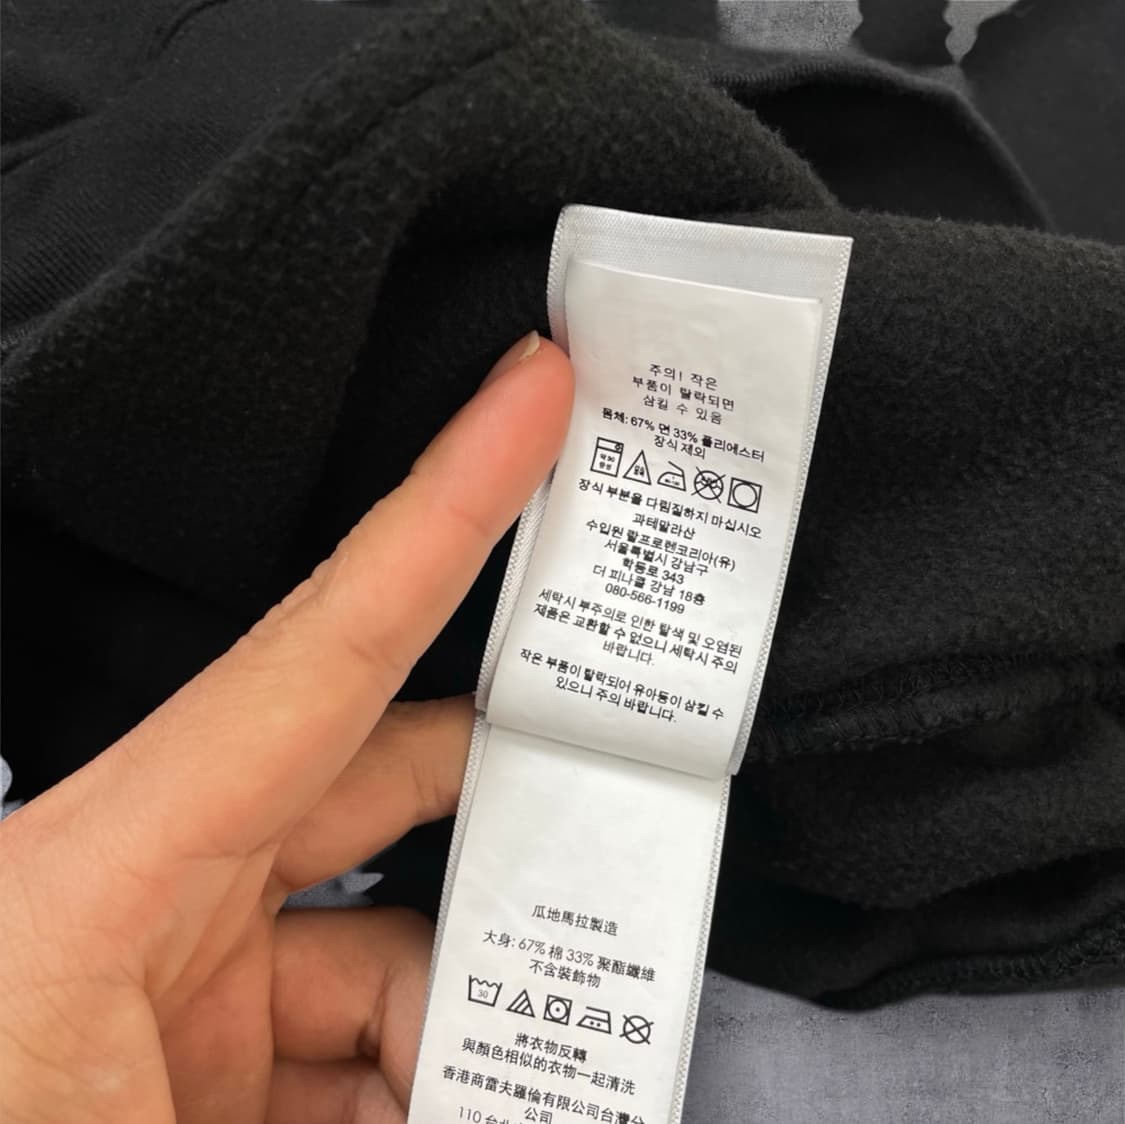 주의! 작은
부품이 탈락되면
삼킬 수 있음
몸체: 67% 면 33% 폴리에스터
장식 제외
약 30
중성
장식 부분을 다림질하지 마십시오
과테말라산
수입원 랄프로렌코리아(유)
서울특별시 강남구
학동로 343
더 피나클 강남 18층
080-566-1199
세탁시 부주의로 인한 탈색 및 오염된
제품은 교환할 수 없으니 세탁시 주의
바랍니다.
작은 부품이 탈락되어 유아동이 삼킬 수
있으니 주의 바랍니다.
瓜地馬拉製造
大身: 67% 棉 33% 聚酯纖維
不含裝飾物
30
將衣物反轉
與顏色相似的衣物一起清洗
香港商雷夫羅倫有限公司台灣分
公司
110 台北